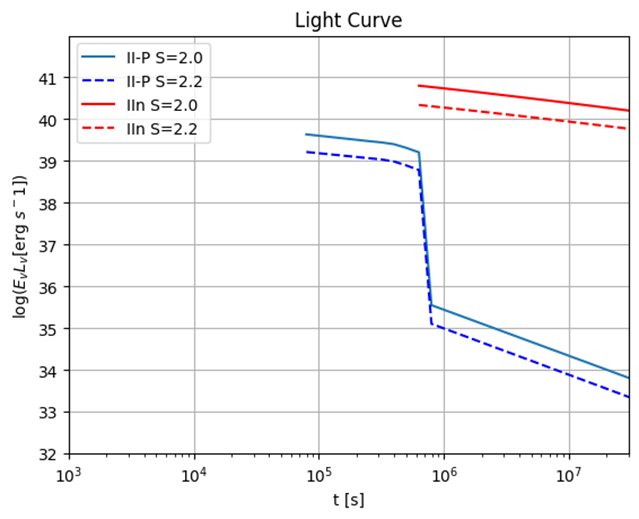 Light Curve
II-P S=2.0
II-P S=2.2
IIn S=2.0
IIn S=2.2
log(EᵥLᵥ[erg s⁻1])
41
40
39
38
37
36
35
34
33
32
10³
10⁴
10⁵
10⁶
10⁷
t [s]